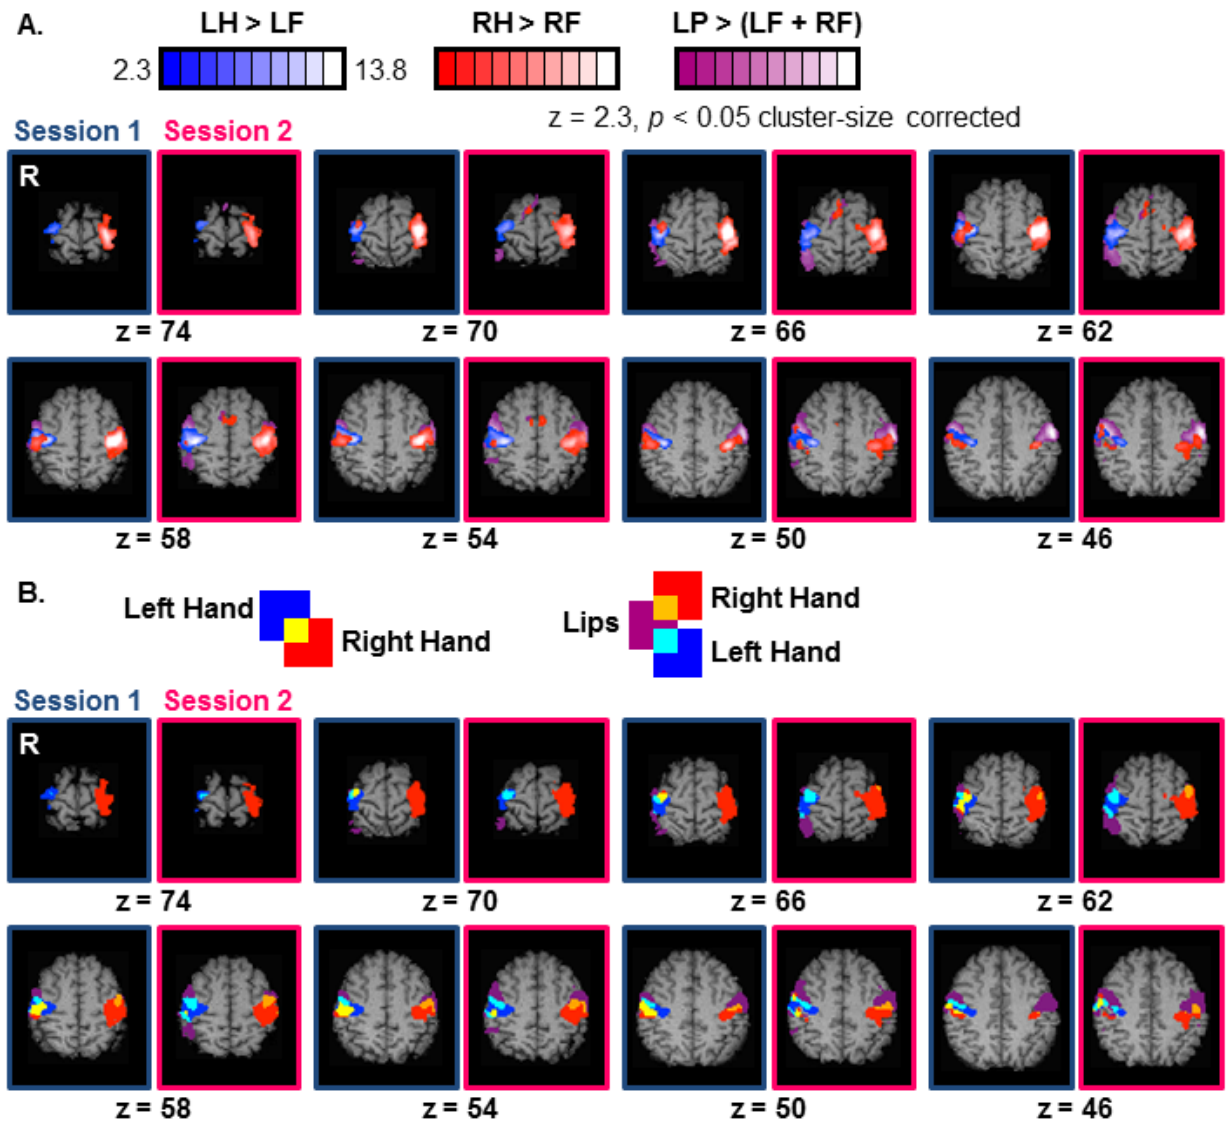 A.
LH > LF RH > RF LP > (LF + RF)
2.3 13.8
z = 2.3, p < 0.05 cluster-size corrected
Session 1 Session 2
R
z = 74 z = 70 z = 66 z = 62
z = 58 z = 54 z = 50 z = 46
B.
Left Hand
Right Hand
Lips
Right Hand
Left Hand
Session 1 Session 2
R
z = 74 z = 70 z = 66 z = 62
z = 58 z = 54 z = 50 z = 46